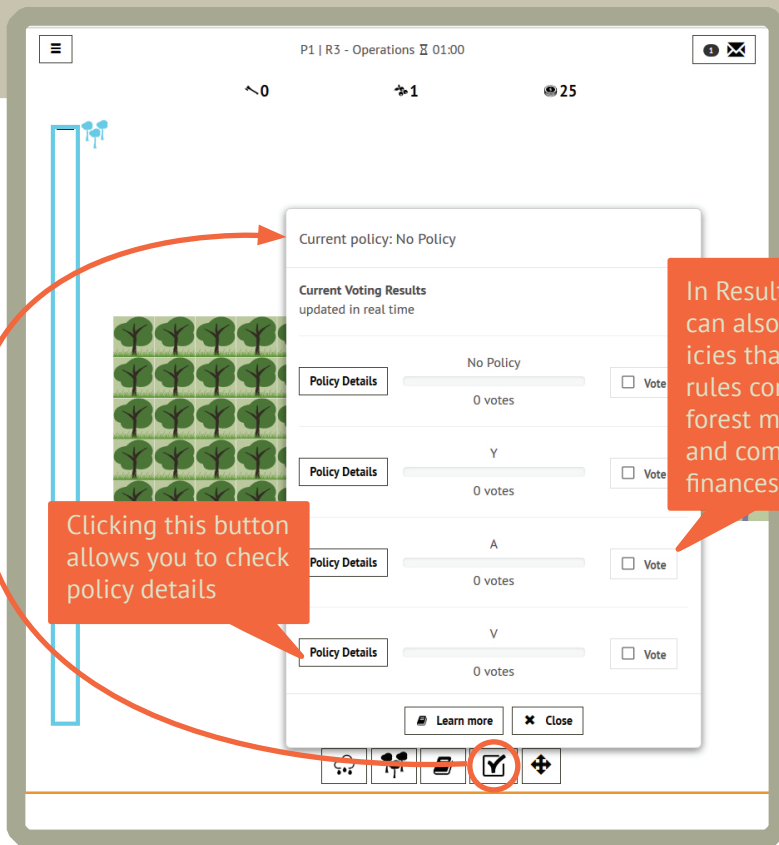 P1 | R3 - Operations 01:00
1
0
1
25
Current policy: No Policy
Current Voting Results
updated in real time
No Policy
Policy Details
Vote
0 votes
Y
Policy Details
Vote
0 votes
A
Policy Details
Vote
0 votes
V
Policy Details
Vote
0 votes
Learn more
Close
In Resul
can also
icies tha
rules co
forest m
and com
finances
Clicking this button
allows you to check
policy details